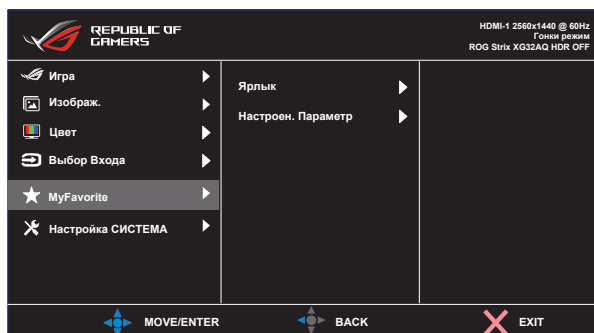 REPUBLIC OF
GAMERS
HDMI-1 2560x1440 @ 60Hz
Гонки режим
ROG Strix XG32AQ HDR OFF
Игра
Изображ.
Цвет
Выбор Входа
MyFavorite
Настройка СИСТЕМА
Ярлык
Настроен. Параметр
MOVE/ENTER
BACK
EXIT